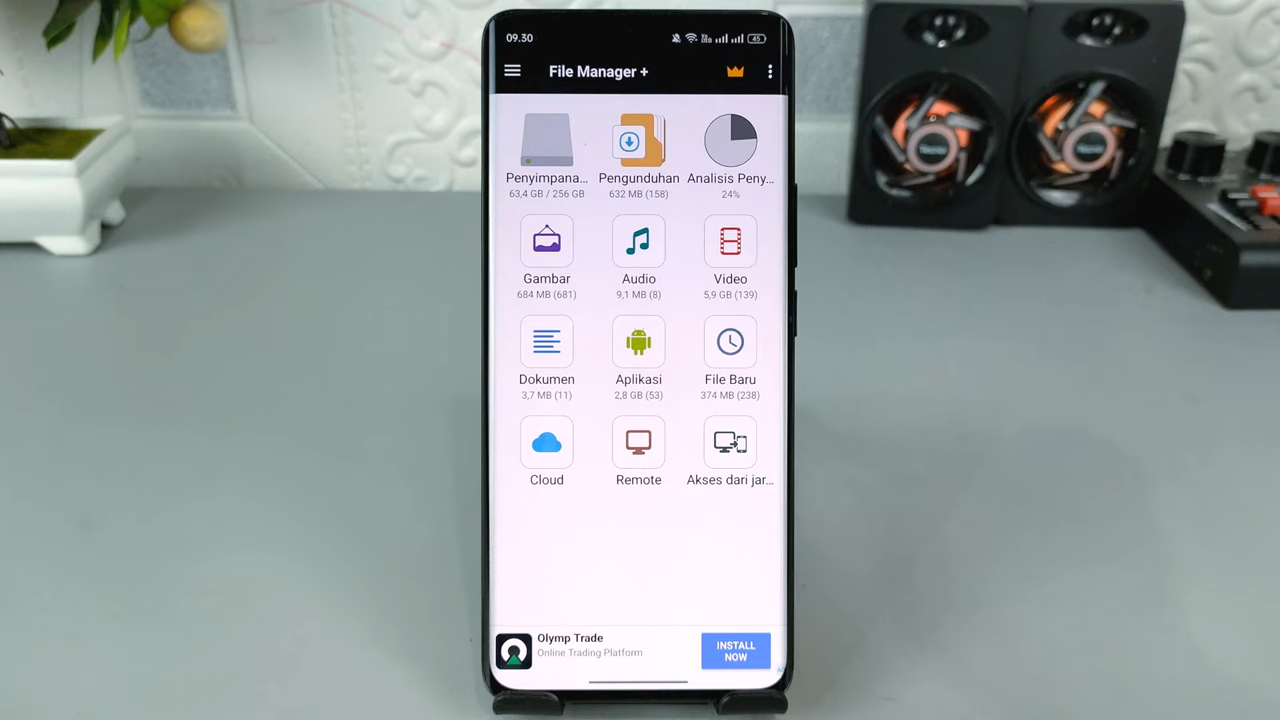 09.30
45
File Manager +
Penyimpana...
Pengunduhan
Analisis Peny...
63,4 GB / 256 GB
632 MB (158)
24%
Gambar
Audio
Video
684 MB (681)
9,1 MB (8)
5,9 GB (139)
Dokumen
Aplikasi
File Baru
3,7 MB (11)
2,8 GB (53)
374 MB (238)
Cloud
Remote
Akses dari jar...
Olymp Trade
Online Trading Platform
INSTALL
NOW